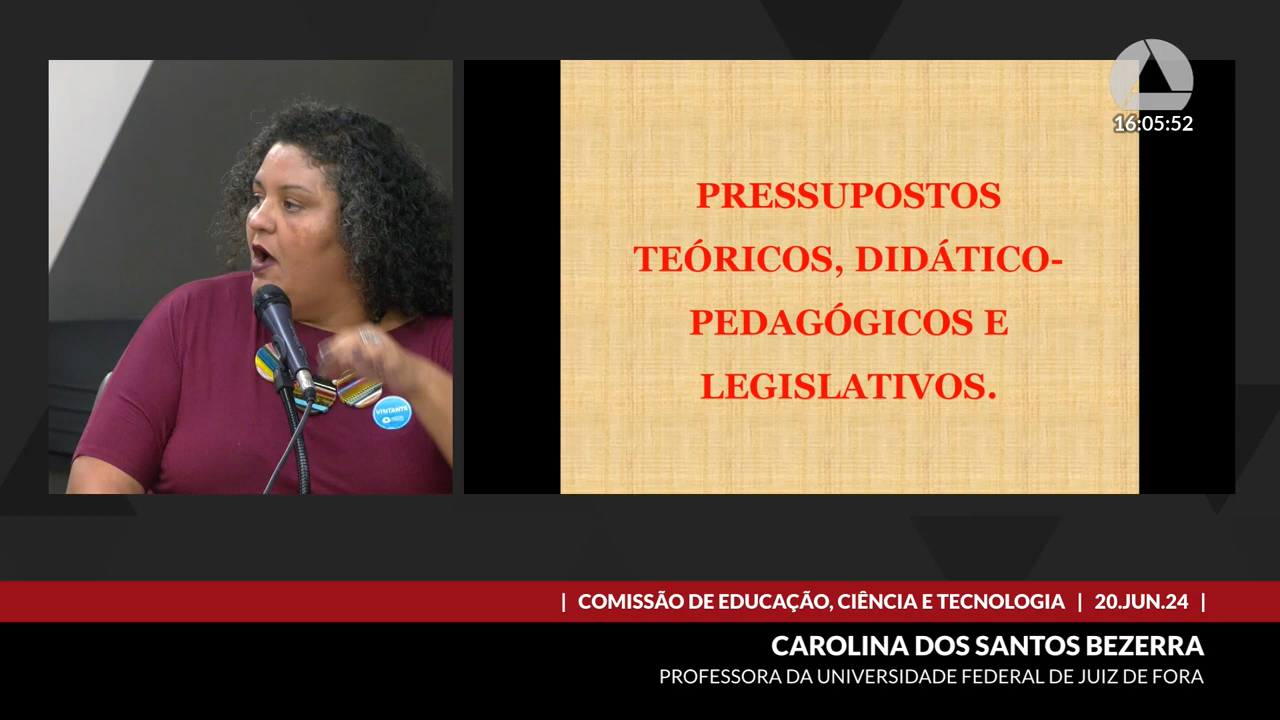 16:05:52
PRESSUPOSTOS
TEÓRICOS, DIDÁTICO-
PEDAGÓGICOS E
LEGISLATIVOS.
VISITANTE
| COMISSÃO DE EDUCAÇÃO, CIÊNCIA E TECNOLOGIA | 20.JUN.24 |
CAROLINA DOS SANTOS BEZERRA
PROFESSORA DA UNIVERSIDADE FEDERAL DE JUIZ DE FORA